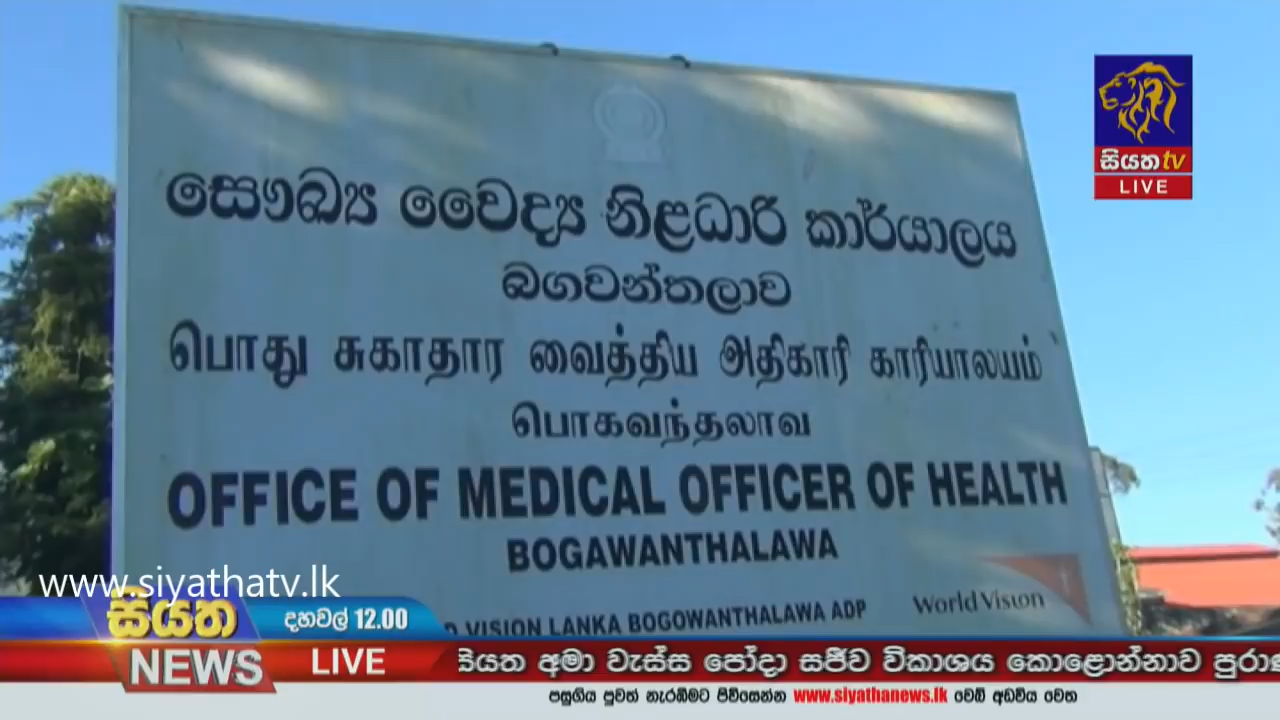 සියත tv
LIVE
සෞඛ්‍ය වෛද්‍ය නිළධාරි කාර්යාලය
බගවන්තලාව
பொது சுகாதார வைத்திய அதிகாரி காரியாலயம்
பொகவந்தலாவ
OFFICE OF MEDICAL OFFICER OF HEALTH
BOGAWANTHALAWA
VISION LANKA BOGOWANTHALAWA ADP
World Vision
www.siyathatv.lk
සියත දහවල් 12.00
NEWS LIVE සියත අමා වැස්ස පෝදා සජීව විකාශය කොළොන්නාව
පසුගිය පුවත් නැරඹීමට පිවිසෙන්න www.siyathanews.lk වෙබ් අඩවිය වෙත